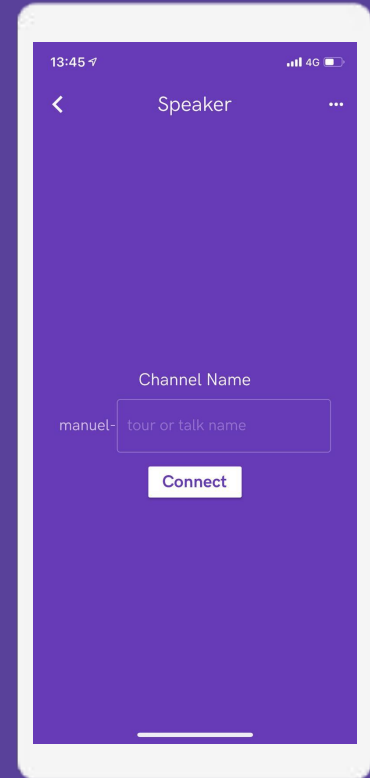 13:45
4G
Speaker
Channel Name
manuel- tour or talk name
Connect